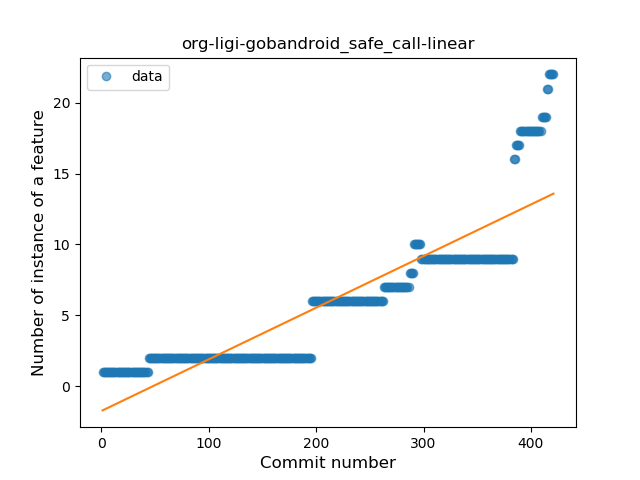 org-ligi-gobandroid_safe_call-linear
data
Number of instance of a feature
20
15
10
5
0
0 100 200 300 400
Commit number